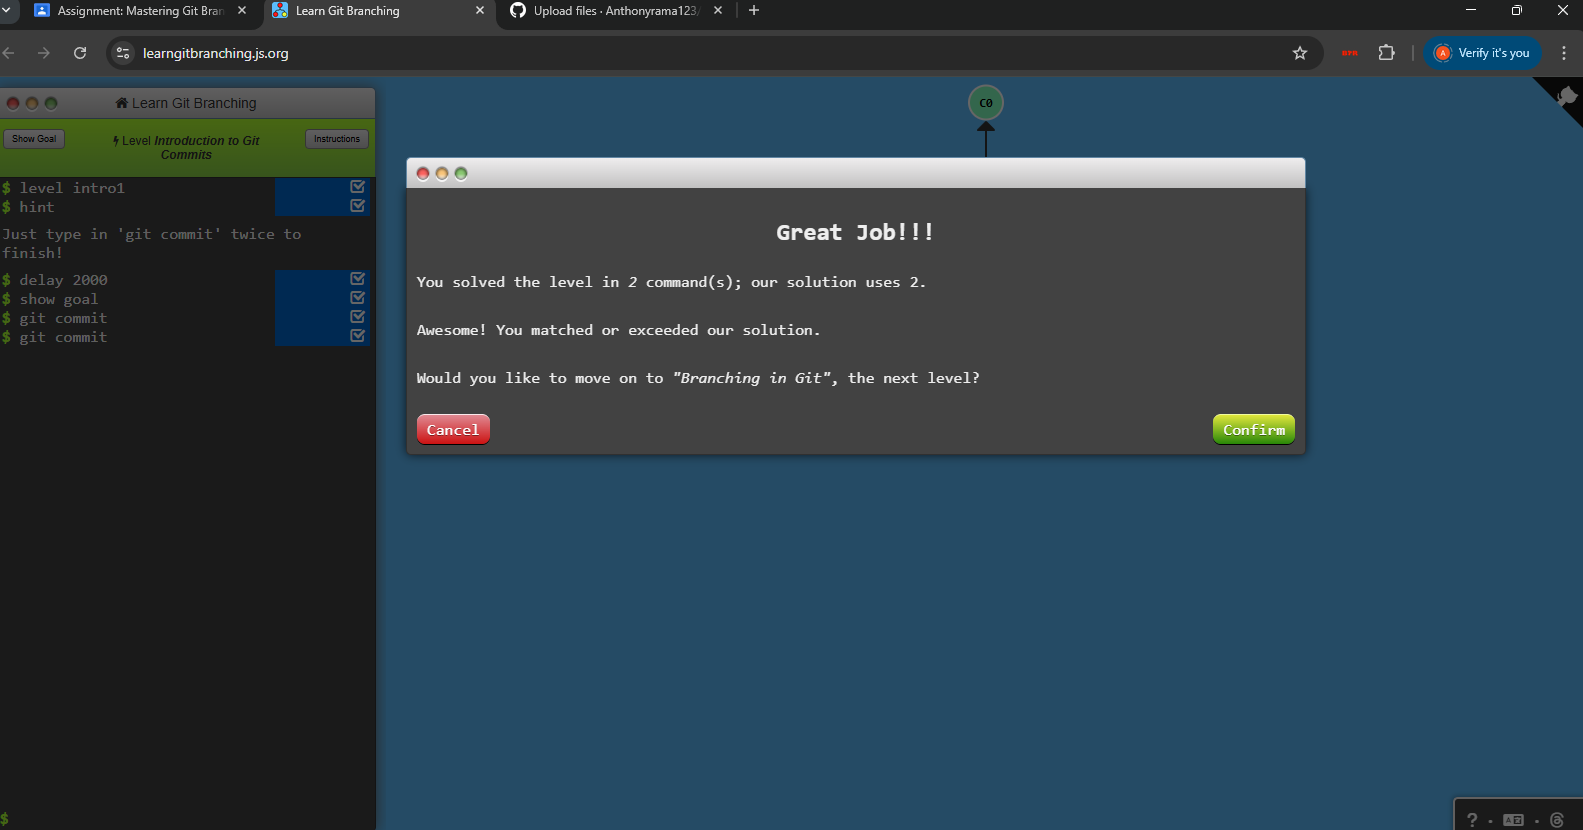 Assignment: Mastering Git Bran
Learn Git Branching
Upload files · Anthonyrama123/
learngitbranching.js.org
A
Verify it's you
Learn Git Branching
Show Goal
Level Introduction to Git
Commits
Instructions
$ level intro1
$ hint
Just type in 'git commit' twice to
finish!
$ delay 2000
$ show goal
$ git commit
$ git commit
$
C0
Great Job!!!
You solved the level in 2 command(s); our solution uses 2.
Awesome! You matched or exceeded our solution.
Would you like to move on to "Branching in Git", the next level?
Cancel
Confirm
?